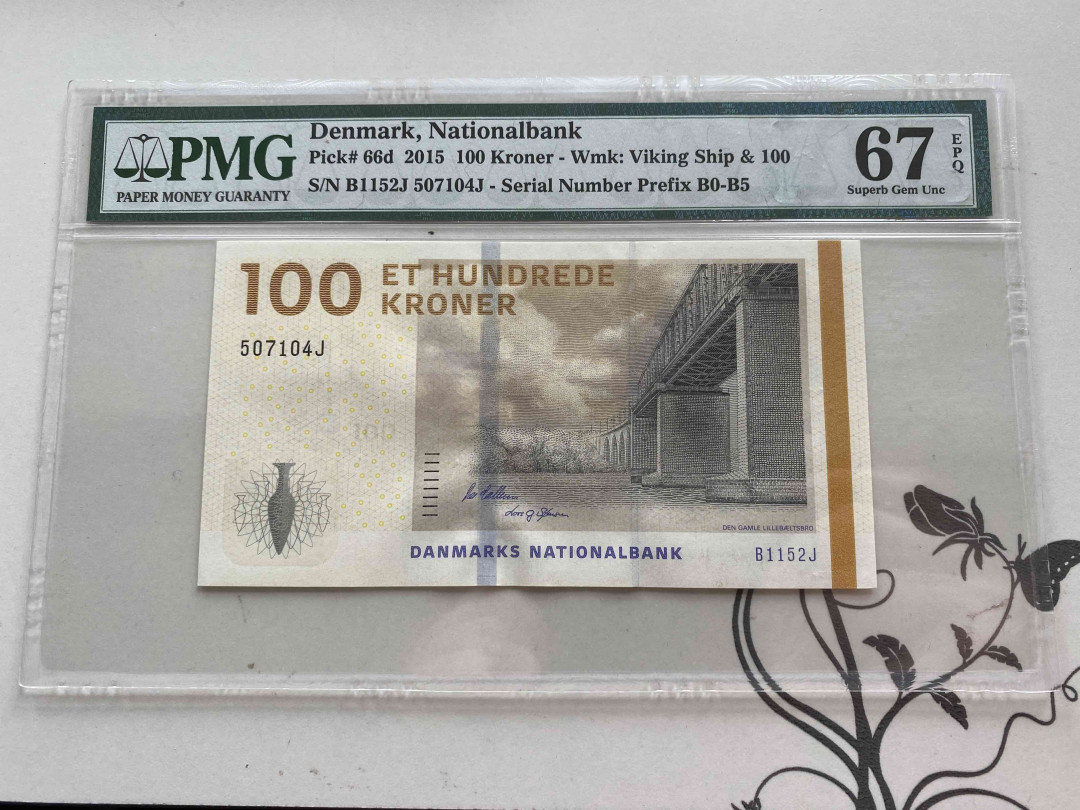 PMG
PAPER MONEY GUARANTY
Denmark, Nationalbank
Pick# 66d 2015 100 Kroner - Wmk: Viking Ship & 100
S/N B1152J 507104J - Serial Number Prefix B0-B5
67
EPQ
Superb Gem Unc
100 ET HUNDREDE
KRONER
507104J
100
DEN GAMLE LILLEBÆLTSBRO
DANMARKS NATIONALBANK
B1152J